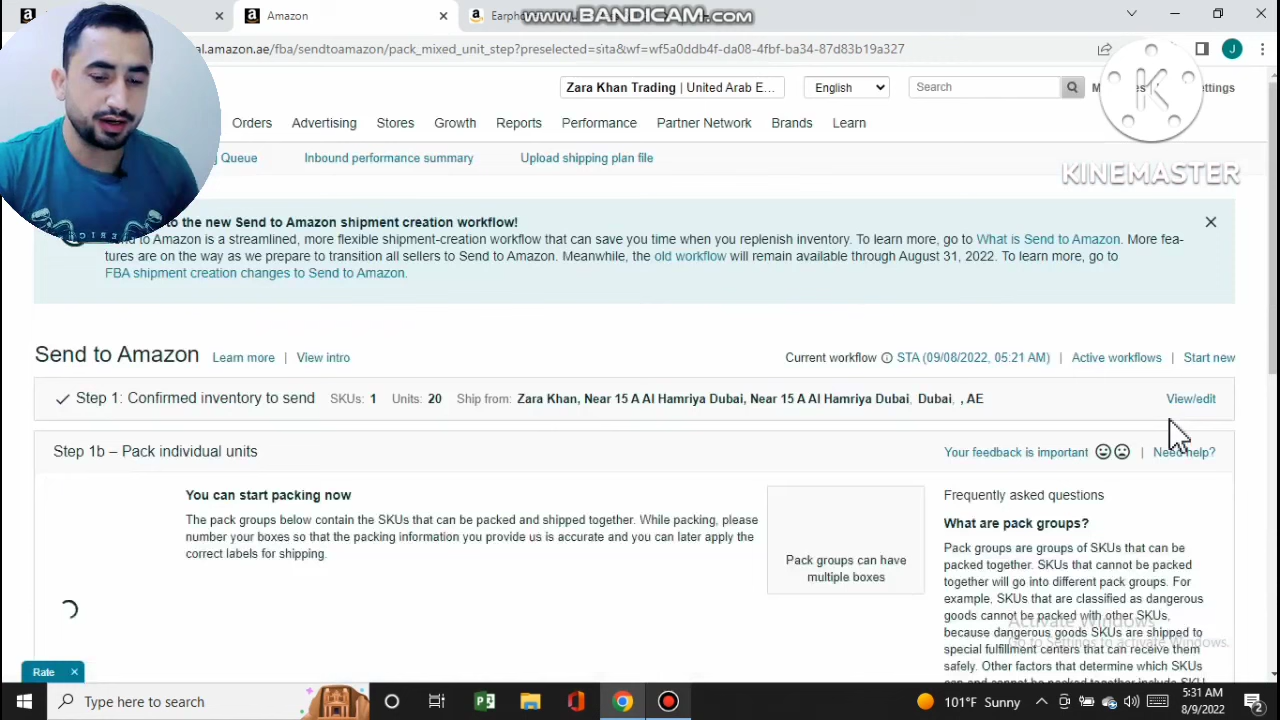 Amazon
Earph
www.BANDICAM.com
al.amazon.ae/fba/sendtoamazon/pack_mixed_unit_step?preselected=sita&wf=wf5a0ddb4f-da08-4fbf-ba34-87d83b19a327
J
Zara Khan Trading | United Arab E...
English
Search
K
KINEMASTER
Orders
Advertising
Stores
Growth
Reports
Performance
Partner Network
Brands
Learn
Queue
Inbound performance summary
Upload shipping plan file
to the new Send to Amazon shipment creation workflow!
to Amazon is a streamlined, more flexible shipment-creation workflow that can save you time when you replenish inventory. To learn more, go to What is Send to Amazon. More fea-
tures are on the way as we prepare to transition all sellers to Send to Amazon. Meanwhile, the old workflow will remain available through August 31, 2022. To learn more, go to
FBA shipment creation changes to Send to Amazon.
Send to Amazon Learn more | View intro
Current workflow STA (09/08/2022, 05:21 AM) | Active workflows | Start new
Step 1: Confirmed inventory to send SKUs: 1 Units: 20 Ship from: Zara Khan, Near 15 A Al Hamriya Dubai, Near 15 A Al Hamriya Dubai, Dubai, , AE View/edit
Step 1b – Pack individual units
Your feedback is important | Need help?
You can start packing now
The pack groups below contain the SKUs that can be packed and shipped together. While packing, please
number your boxes so that the packing information you provide us is accurate and you can later apply the
correct labels for shipping.
Pack groups can have
multiple boxes
Frequently asked questions
What are pack groups?
Pack groups are groups of SKUs that can be
packed together. SKUs that cannot be packed
together will go into different pack groups. For
example, SKUs that are classified as dangerous
goods cannot be packed with other SKUs,
because dangerous goods SKUs are shipped to
special fulfillment centers that can receive them
safely. Other factors that determine which SKUs
Activate Windows
Go to Settings to activate Windows.
Rate
Type here to search
101°F Sunny
5:31 AM
8/9/2022
2